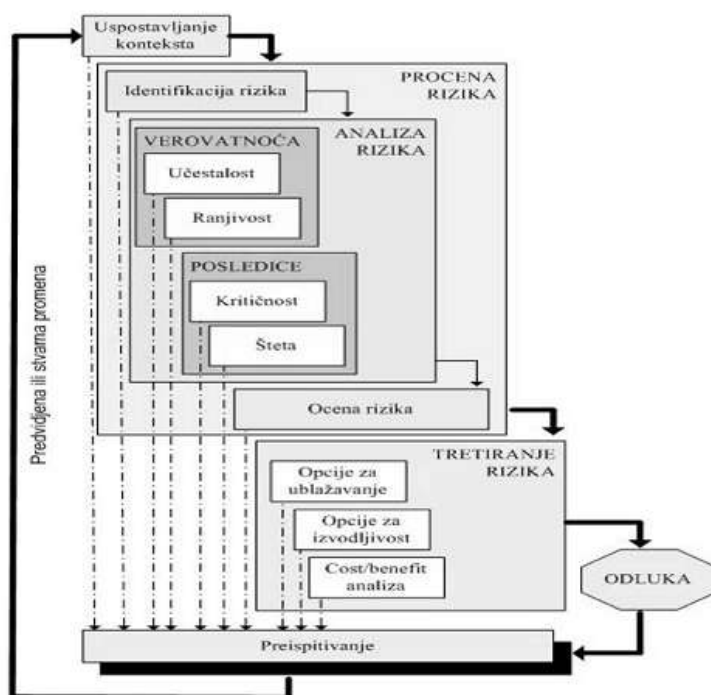 Uspostavljanje
konteksta
PROCENA
RIZIKA
Identifikacija rizika
ANALIZA
RIZIKA
VEROVATNOĆA
Učestalost
Ranjivost
POSLEDICE
Kritičnost
Šteta
Ocena rizika
TRETIRANJE
RIZIKA
Opcije za
ublažavanje
Opcije za
izvodljivost
Cost/benefit
analiza
ODLUKA
Preispitivanje
Predvidjena ili stvarna promena